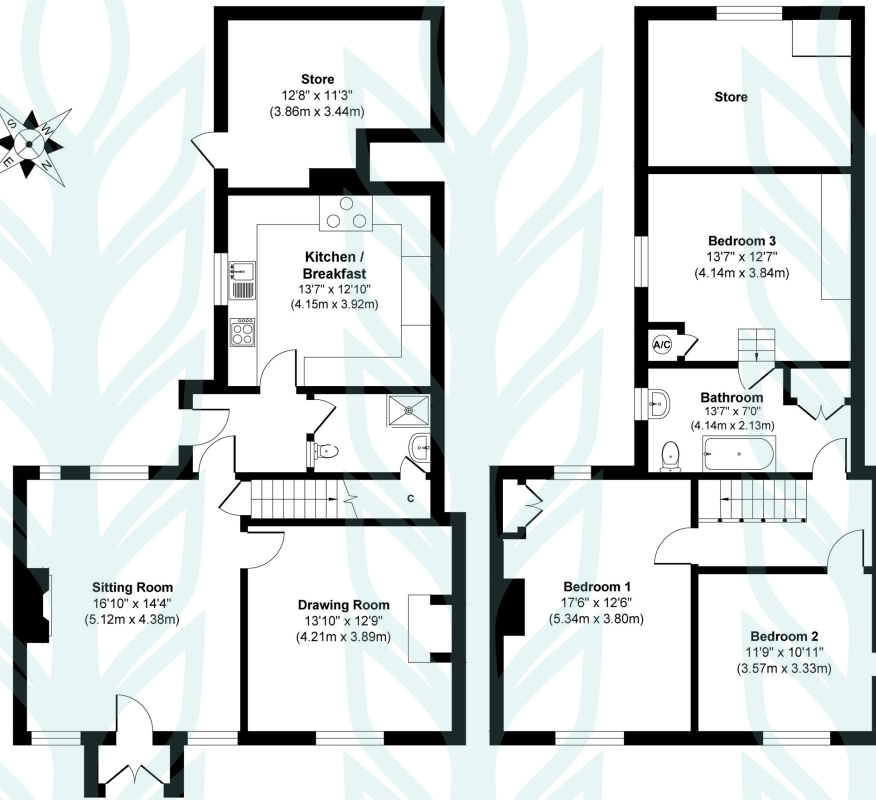 Store
12'8" x 11'3"
(3.86m x 3.44m)
S
W
E
N
Kitchen /
Breakfast
13'7" x 12'10"
(4.15m x 3.92m)
C
Sitting Room
16'10" x 14'4"
(5.12m x 4.38m)
Drawing Room
13'10" x 12'9"
(4.21m x 3.89m)
Store
Bedroom 3
13'7" x 12'7"
(4.14m x 3.84m)
A/C
Bathroom
13'7" x 7'0"
(4.14m x 2.13m)
Bedroom 1
17'6" x 12'6"
(5.34m x 3.80m)
Bedroom 2
11'9" x 10'11"
(3.57m x 3.33m)